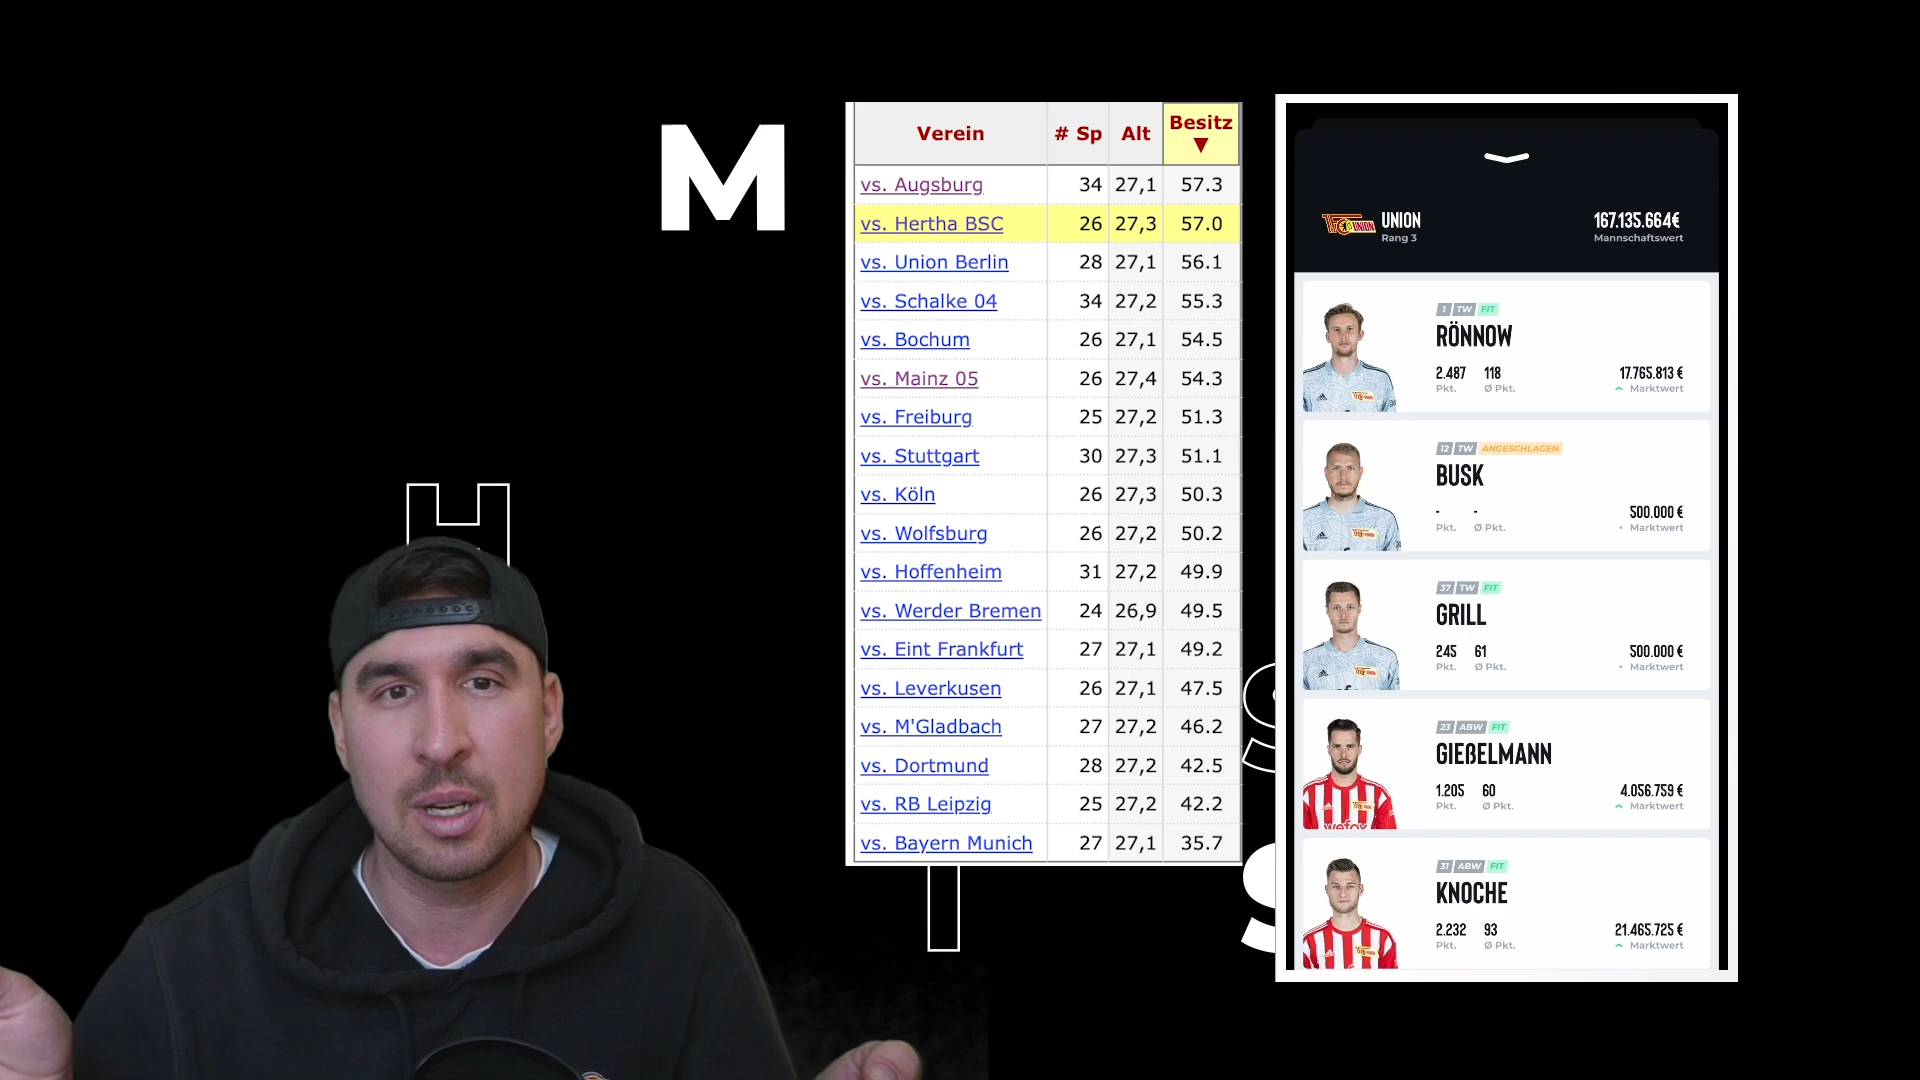 M
H
S
S
Verein # Sp Alt Besitz ▼
vs. Augsburg 34 27,1 57.3
vs. Hertha BSC 26 27,3 57.0
vs. Union Berlin 28 27,1 56.1
vs. Schalke 04 34 27,2 55.3
vs. Bochum 26 27,1 54.5
vs. Mainz 05 26 27,4 54.3
vs. Freiburg 25 27,2 51.3
vs. Stuttgart 30 27,3 51.1
vs. Köln 26 27,3 50.3
vs. Wolfsburg 26 27,2 50.2
vs. Hoffenheim 31 27,2 49.9
vs. Werder Bremen 24 26,9 49.5
vs. Eint Frankfurt 27 27,1 49.2
vs. Leverkusen 26 27,1 47.5
vs. M'Gladbach 27 27,2 46.2
vs. Dortmund 28 27,2 42.5
vs. RB Leipzig 25 27,2 42.2
vs. Bayern Munich 27 27,1 35.7
UNION 167.135.664€
Rang 3 Mannschaftswert
1 TW FIT
RÖNNOW
2.487 118 17.765.813 €
Pkt. Ø Pkt. Marktwert
12 TW ANGESCHLAGEN
BUSK
- - 500.000 €
Pkt. Ø Pkt. Marktwert
37 TW FIT
GRILL
245 61 500.000 €
Pkt. Ø Pkt. Marktwert
23 ABW FIT
GIEßELMANN
1.205 60 4.056.759 €
Pkt. Ø Pkt. Marktwert
wefox
31 ABW FIT
KNOCHE
2.232 93 21.465.725 €
Pkt. Ø Pkt. Marktwert